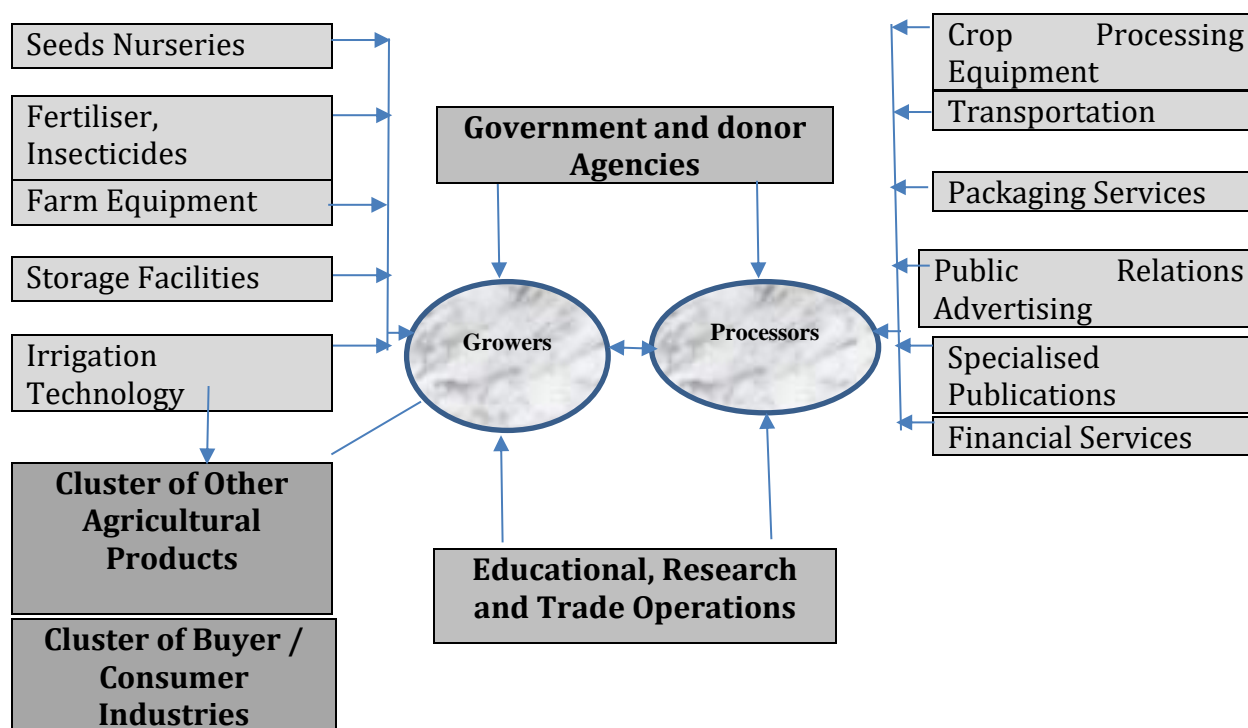 Seeds Nurseries
Fertiliser,
Insecticides
Farm Equipment
Storage Facilities
Irrigation
Technology
Cluster of Other
Agricultural
Products
Cluster of Buyer /
Consumer
Industries
Government and donor
Agencies
Growers
Processors
Educational, Research
and Trade Operations
Crop Processing
Equipment
Transportation
Packaging Services
Public Relations
Advertising
Specialised
Publications
Financial Services